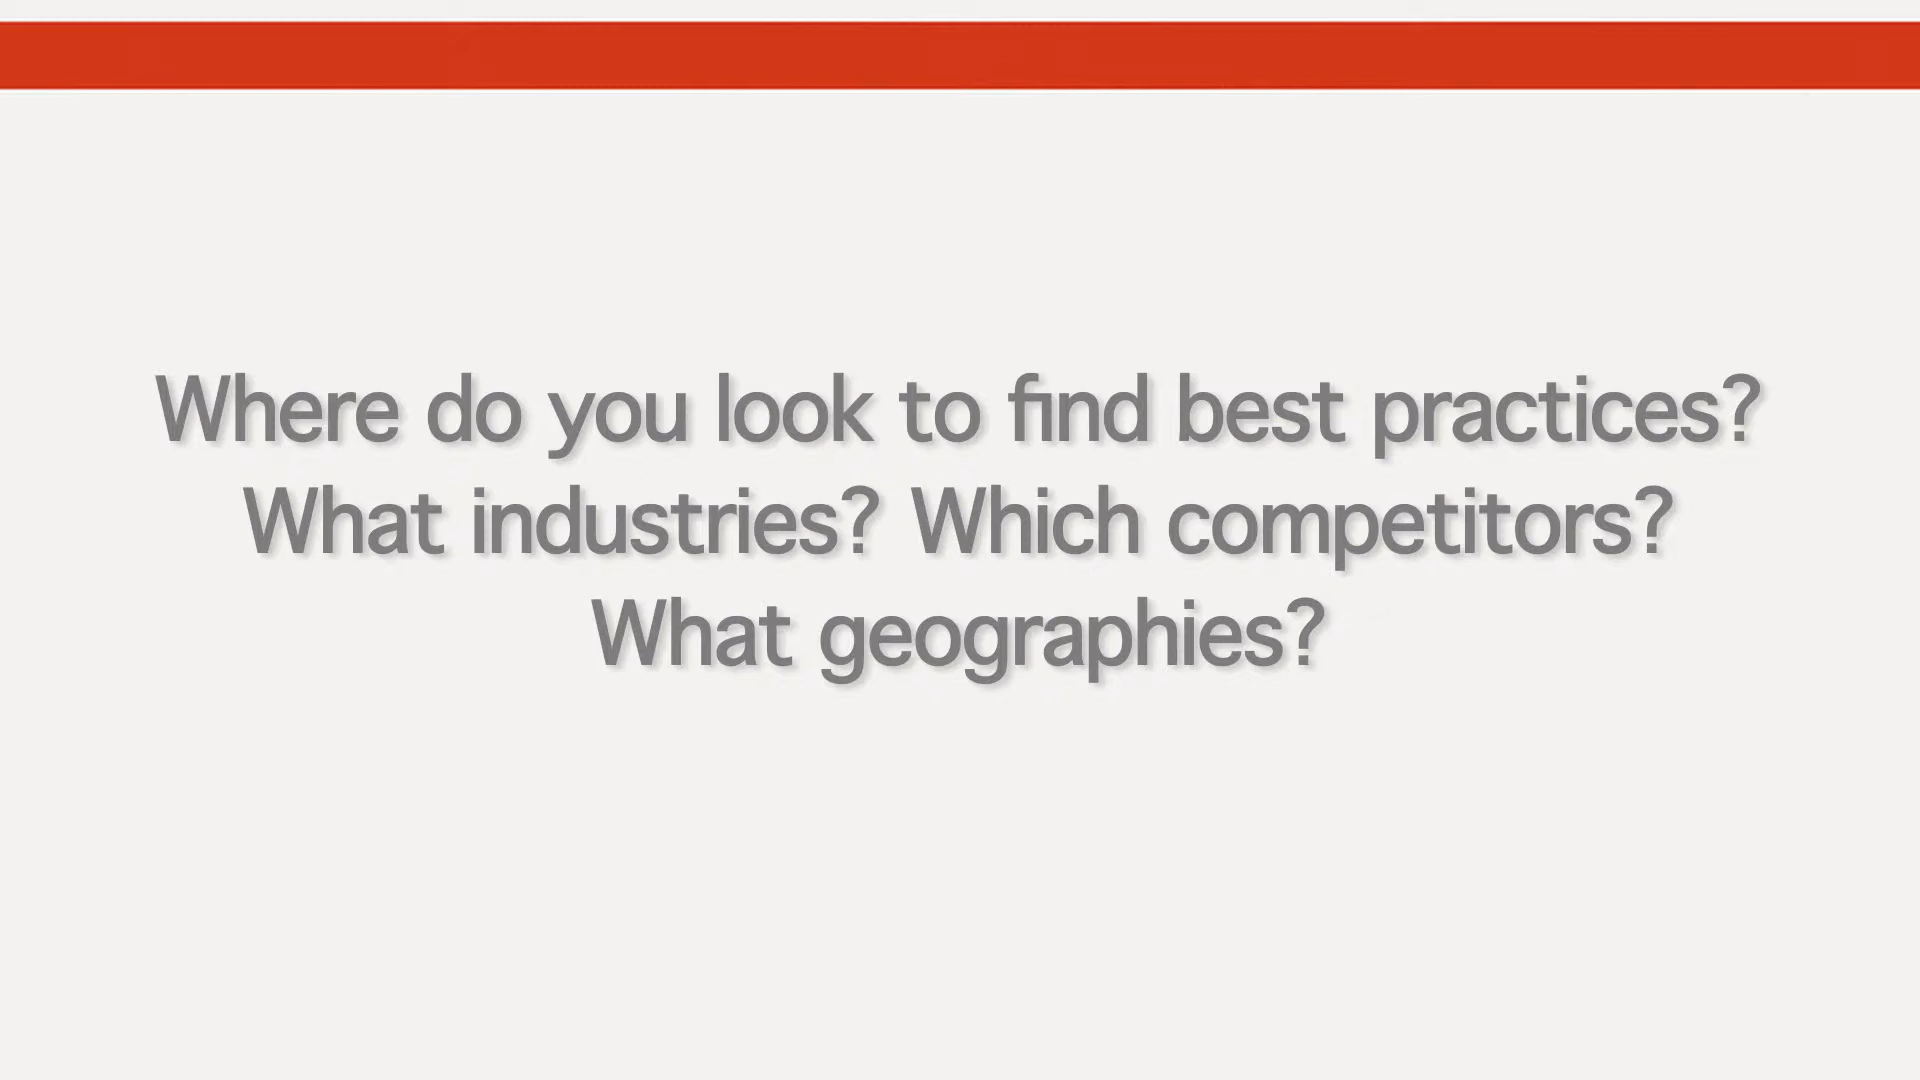 Where do you look to find best practices?
What industries? Which competitors?
What geographies?